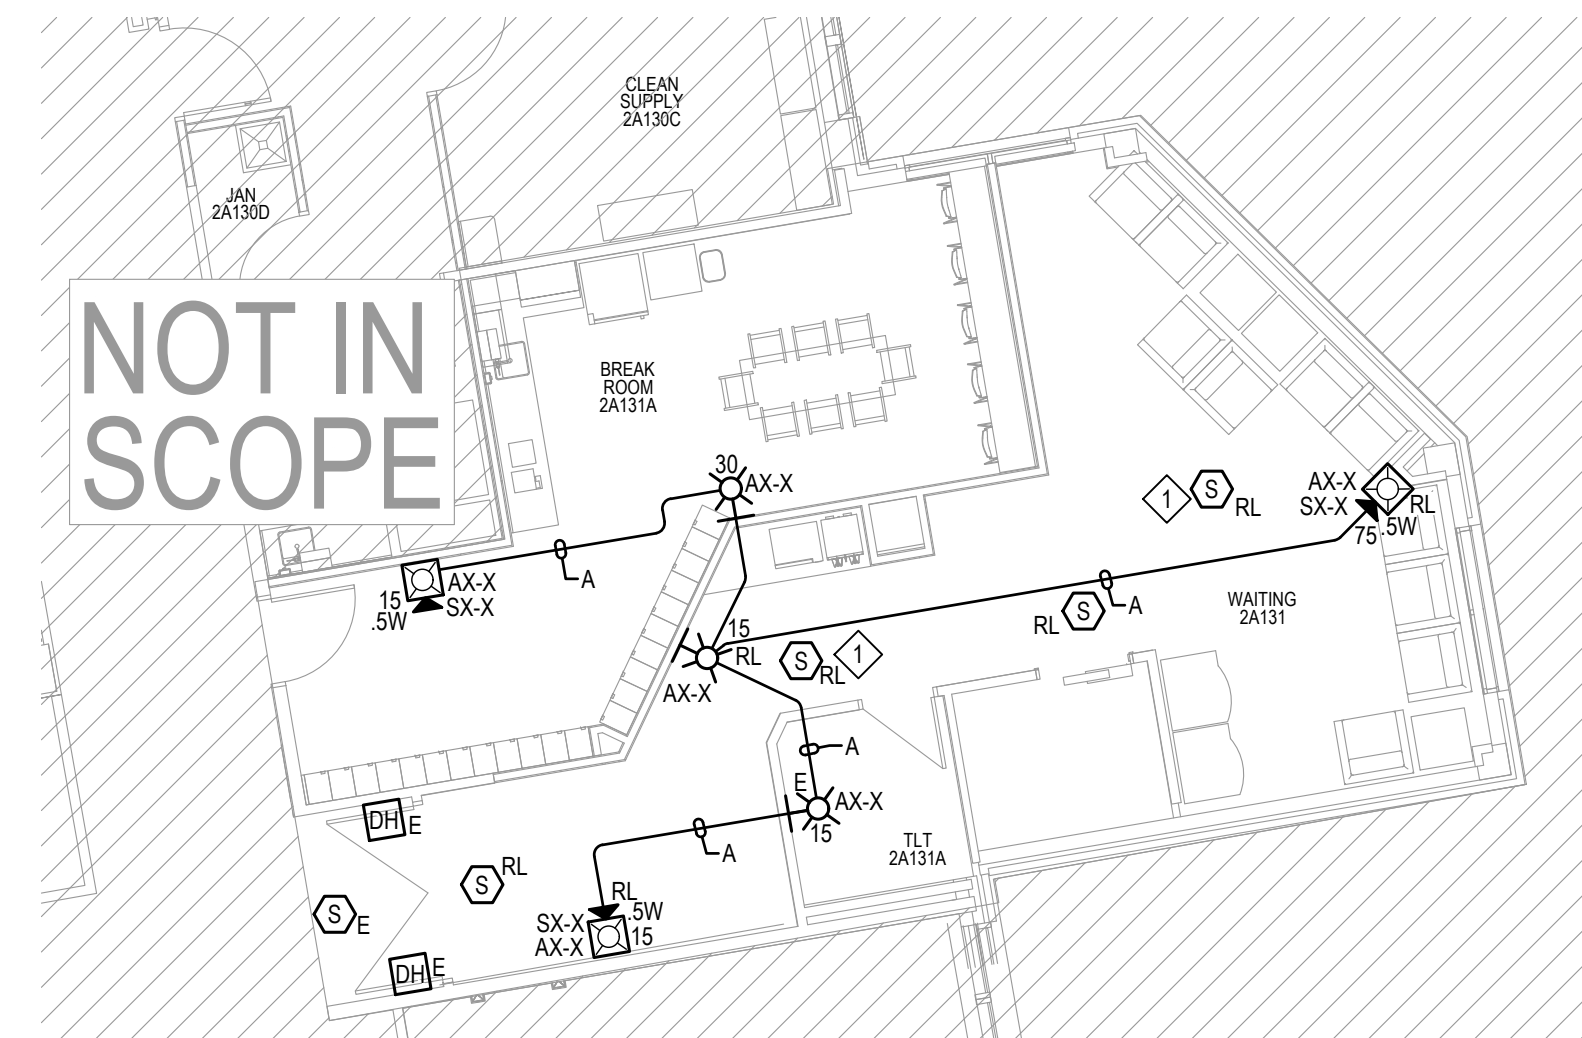 CLEAN
SUPPLY
2A130C
JAN
2A130D
NOT IN
SCOPE
BREAK
ROOM
2A131A
30
AX-X
AX-X
SX-X
15
.5W
A
1
S
RL
AX-X
SX-X
RL
75
.5W
A
S
RL
WAITING
2A131
15
RL
AX-X
S
RL
1
A
E
AX-X
15
TLT
2A131A
A
DH
E
S
RL
S
E
RL
.5W
SX-X
AX-X
15
DH
E